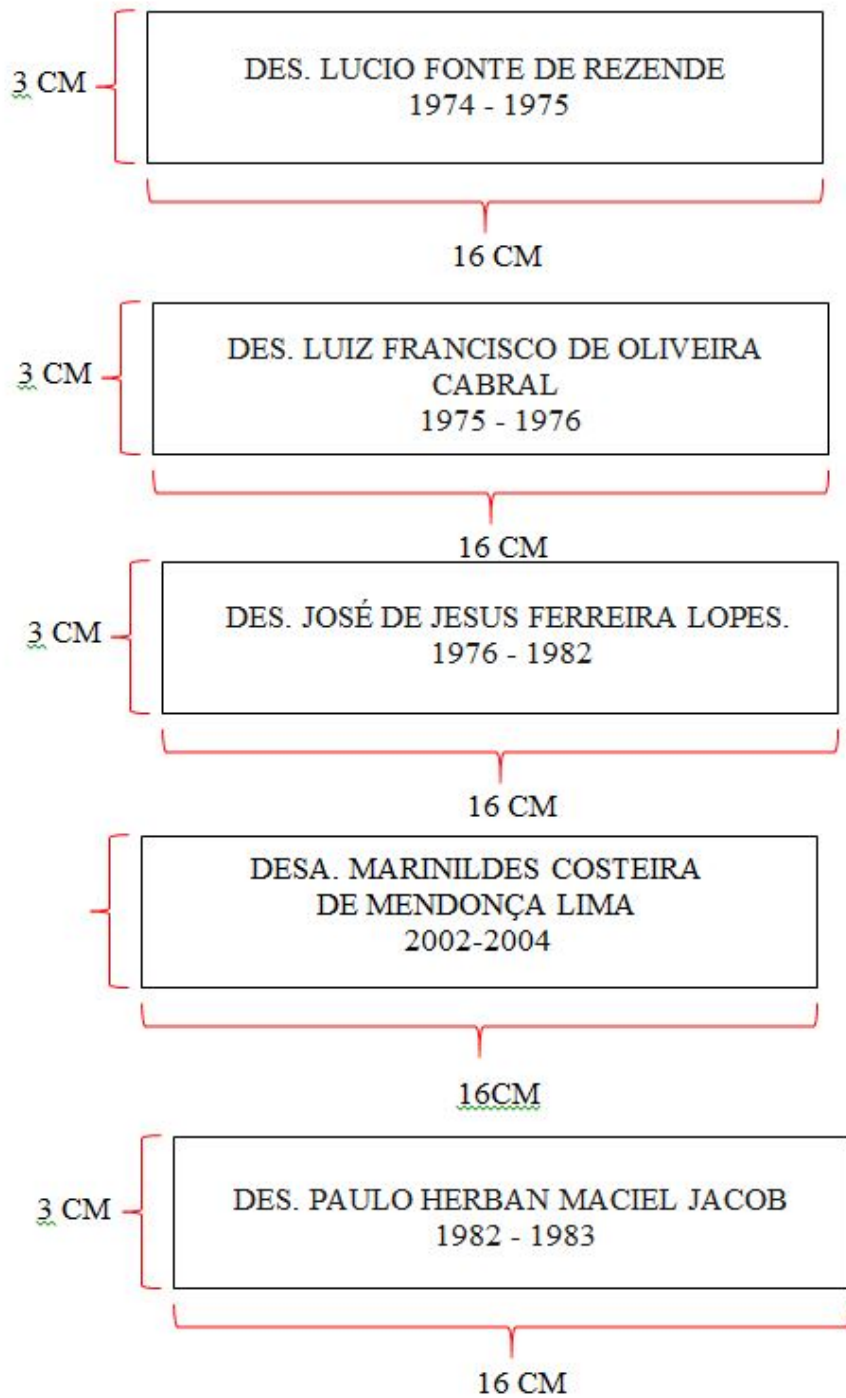 3 CM
DES. LUCIO FONTE DE REZENDE
1974 - 1975
16 CM
3 CM
DES. LUIZ FRANCISCO DE OLIVEIRA
CABRAL
1975 - 1976
16 CM
3 CM
DES. JOSÉ DE JESUS FERREIRA LOPES.
1976 - 1982
16 CM
DESA. MARINILDES COSTEIRA
DE MENDONÇA LIMA
2002-2004
16CM
3 CM
DES. PAULO HERBAN MACIEL JACOB
1982 - 1983
16 CM